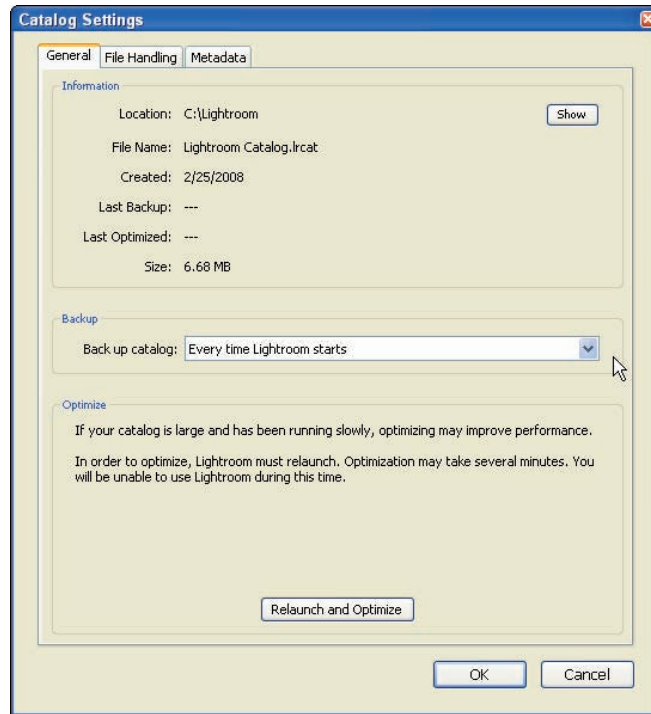 Catalog Settings
General File Handling Metadata
Information
Location: C:\Lightroom Show
File Name: Lightroom Catalog.lrcat
Created: 2/25/2008
Last Backup: ---
Last Optimized: ---
Size: 6.68 MB
Backup
Back up catalog: Every time Lightroom starts
Optimize
If your catalog is large and has been running slowly, optimizing may improve performance.
In order to optimize, Lightroom must relaunch. Optimization may take several minutes. You
will be unable to use Lightroom during this time.
Relaunch and Optimize
OK Cancel